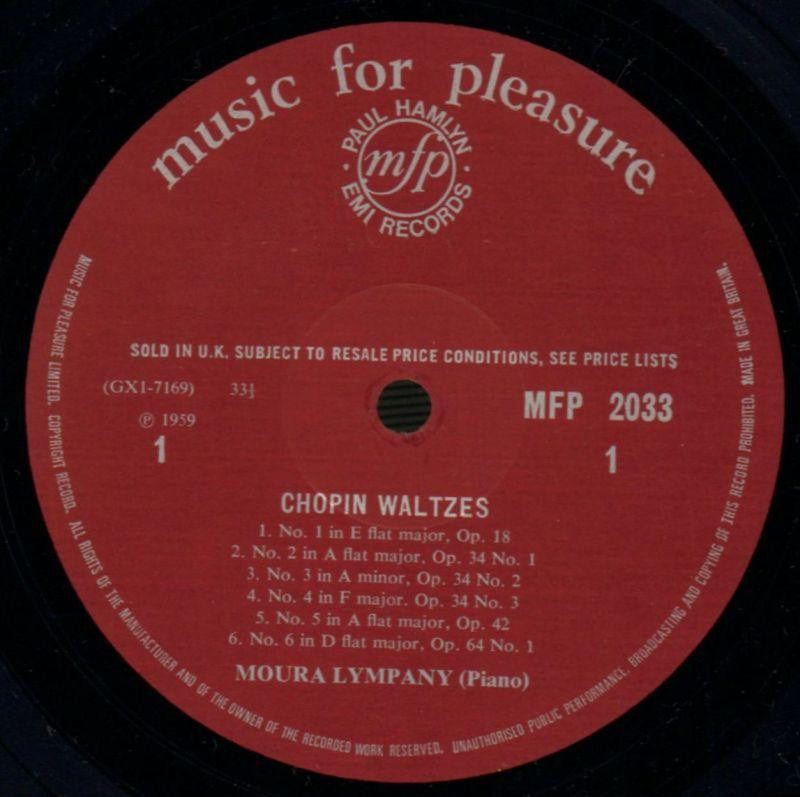 music for pleasure
· PAUL HAMLYN ·
mfp
EMI RECORDS
SOLD IN U.K. SUBJECT TO RESALE PRICE CONDITIONS, SEE PRICE LISTS
(GX1-7169) 33⅓
MFP 2033
℗ 1959
1
1
CHOPIN WALTZES
1. No. 1 in E flat major, Op. 18
2. No. 2 in A flat major, Op. 34 No. 1
3. No. 3 in A minor, Op. 34 No. 2
4. No. 4 in F major. Op. 34 No. 3
5. No. 5 in A flat major, Op. 42
6. No. 6 in D flat major, Op. 64 No. 1
MOURA LYMPANY (Piano)
MUSIC FOR PLEASURE LIMITED. COPYRIGHT RECORD. ALL RIGHTS OF THE MANUFACTURER AND OF THE OWNER OF THE RECORDED WORK RESERVED. UNAUTHORISED PUBLIC PERFORMANCE, BROADCASTING AND COPYING OF THIS RECORD PROHIBITED. MADE IN GREAT BRITAIN.